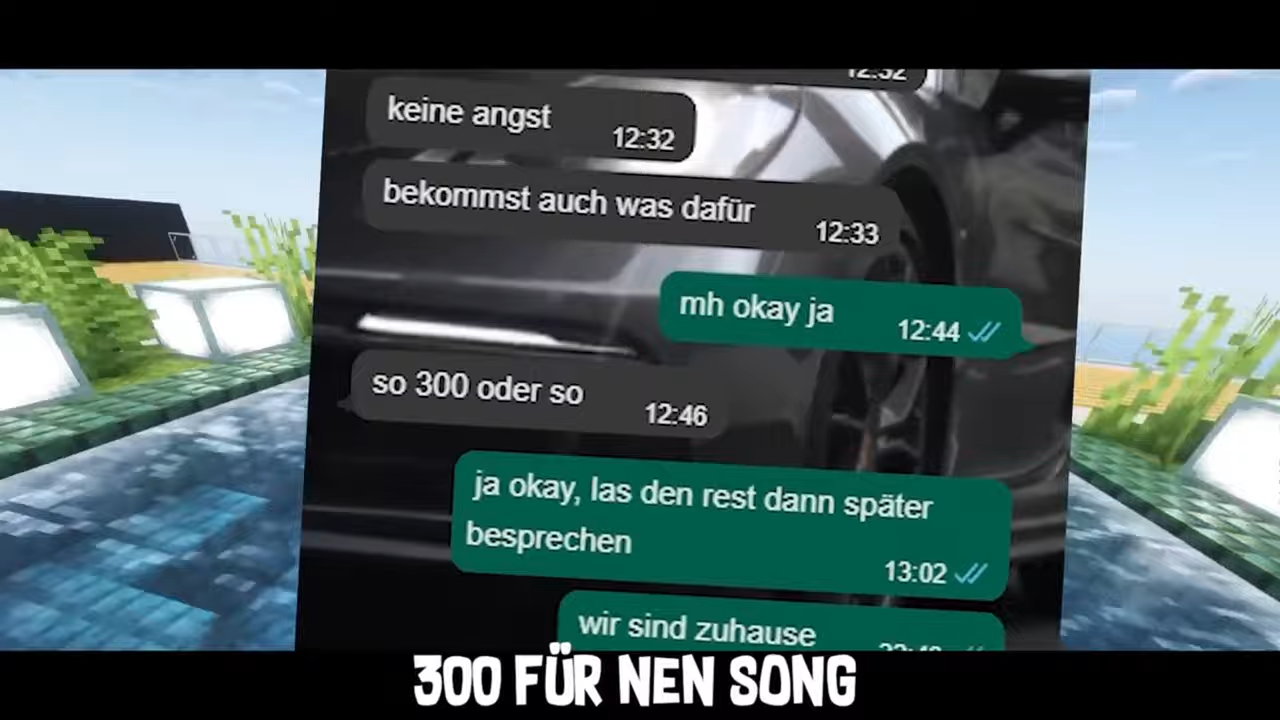 12:32
keine angst
12:32
bekommst auch was dafür
12:33
mh okay ja
12:44
so 300 oder so
12:46
ja okay, las den rest dann später
besprechen
13:02
wir sind zuhause
300 FÜR NEN SONG